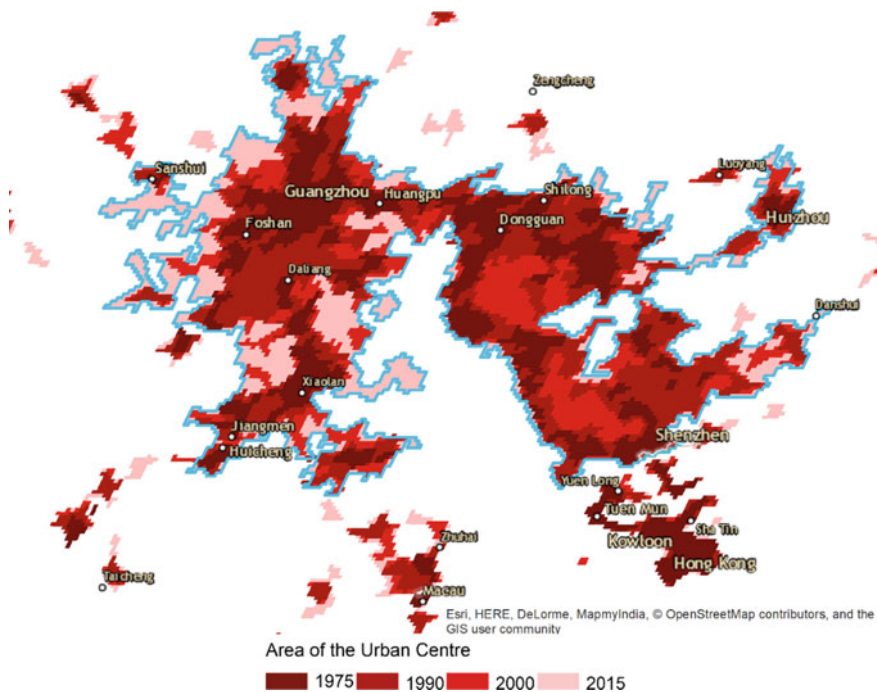 Zengcheng
Sanshui
Luoyang
Guangzhou
Huangpu
Shilong
Huizhou
Foshan
Dongguan
Daliang
Danshui
Xiaolan
Jiangmen
Huicheng
Shenzhen
Yuen Long
Tuen Mun
Sha Tin
Kowloon
Zhuhai
Hong Kong
Taicheng
Macau
Esri, HERE, DeLorme, MapmyIndia, © OpenStreetMap contributors, and the
GIS user community
Area of the Urban Centre
1975 1990 2000 2015